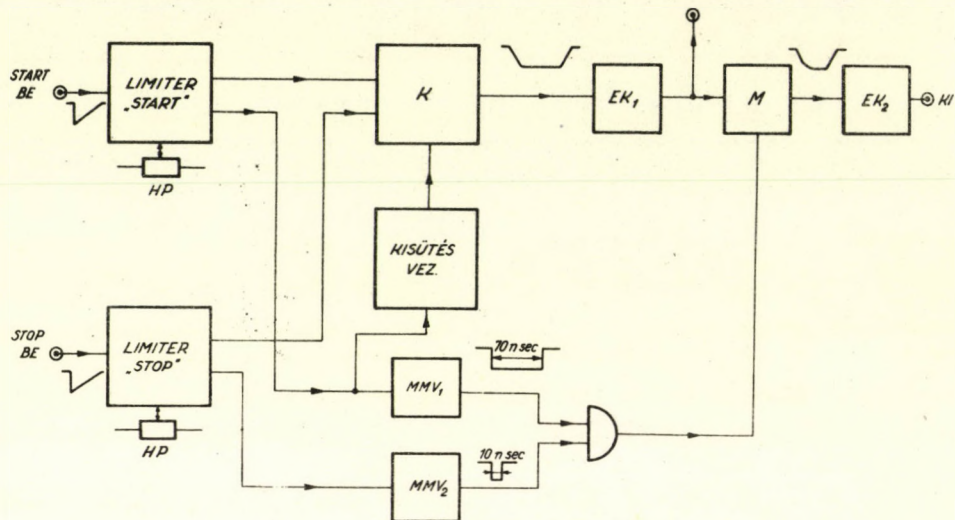 START
BE
LIMITER
„START"
HP
K
EK₁
M
EK₂
KI
KISÜTÉS
VEZ.
STOP
BE
LIMITER
„STOP"
HP
70 n sec
MMV₁
10 n sec
MMV₂